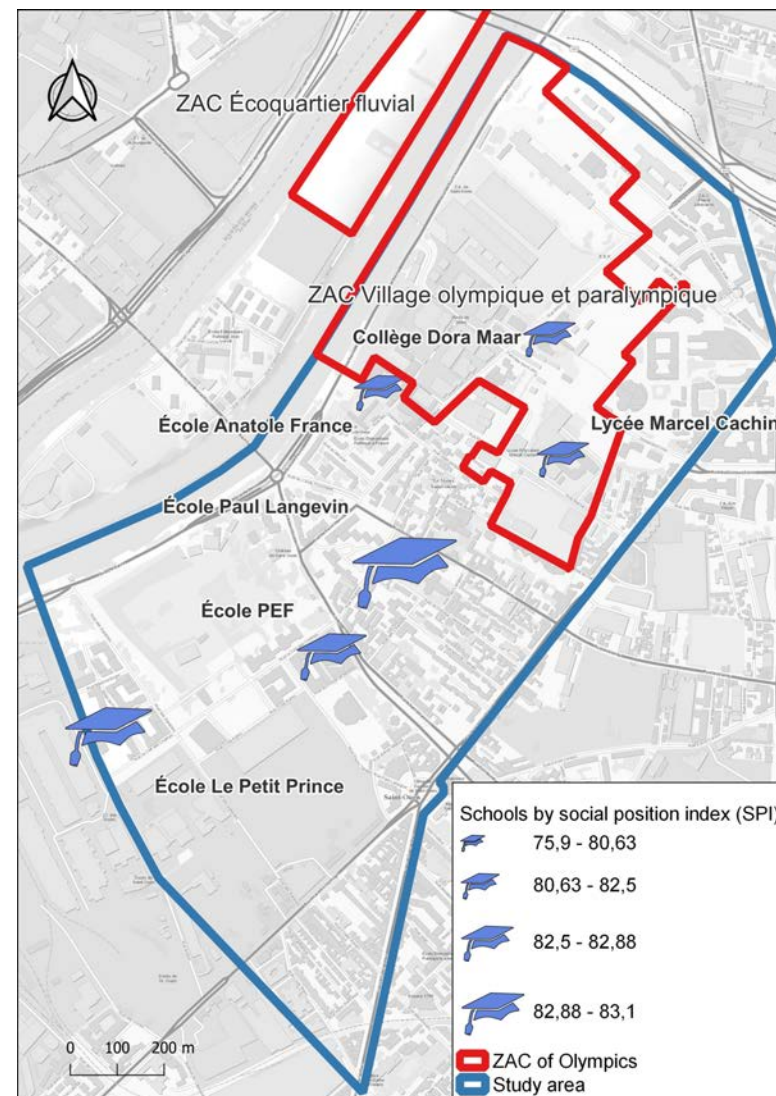 N
ZAC Écoquartier fluvial
ZAC Village olympique et paralympique
Collège Dora Maar
École Anatole France
Lycée Marcel Cachin
École Paul Langevin
École PEF
École Le Petit Prince
Saint-Ouen
Schools by social position index (SPI)
75,9 - 80,63
80,63 - 82,5
82,5 - 82,88
82,88 - 83,1
0 100 200 m
ZAC of Olympics
Study area